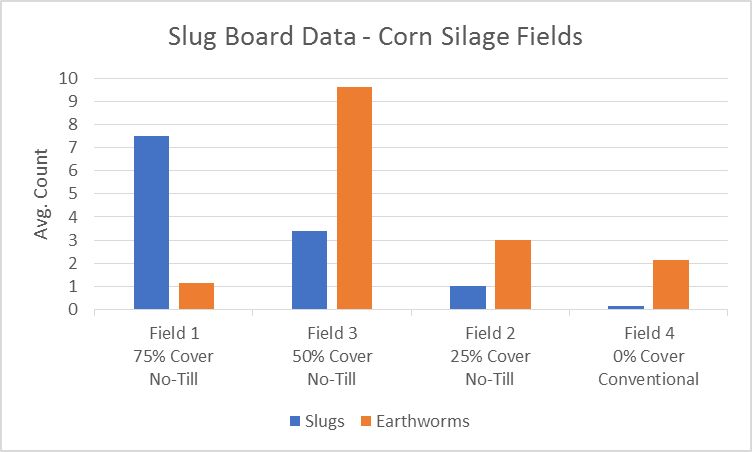 Slug Board Data - Corn Silage Fields
Avg. Count
10
9
8
7
6
5
4
3
2
1
0
Field 1
75% Cover
No-Till
Field 3
50% Cover
No-Till
Field 2
25% Cover
No-Till
Field 4
0% Cover
Conventional
Slugs
Earthworms